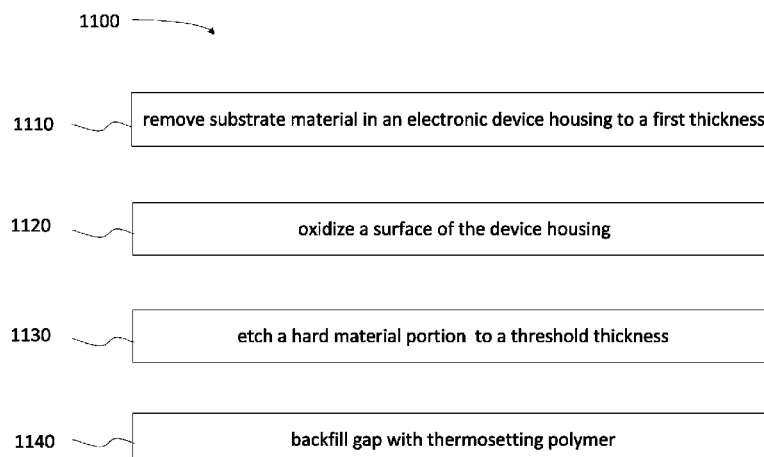 1100
1110 remove substrate material in an electronic device housing to a first thickness
1120 oxidize a surface of the device housing
1130 etch a hard material portion to a threshold thickness
1140 backfill gap with thermosetting polymer